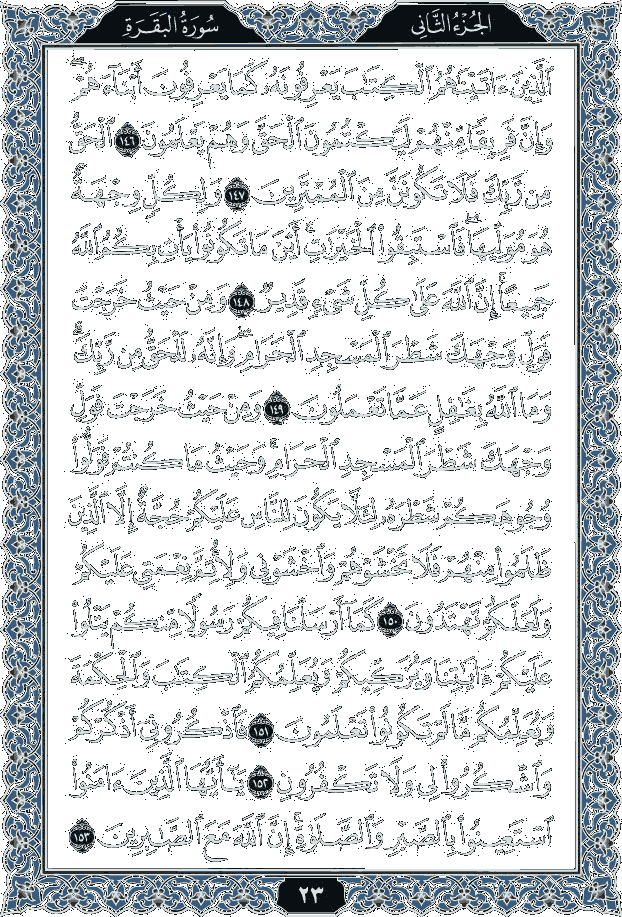 الجُزْءُ الثَّانِي
سُورَةُ البَقَرَةِ
ٱلَّذِينَ ءَاتَيْنَٰهُمُ ٱلْكِتَٰبَ يَعْرِفُونَهُۥ كَمَا يَعْرِفُونَ أَبْنَآءَهُمْۖ
وَإِنَّ فَرِيقًا مِّنْهُمْ لَيَكْتُمُونَ ٱلْحَقَّ وَهُمْ يَعْلَمُونَ ١٤٦ ٱلْحَقُّ
مِن رَّبِّكَ فَلَا تَكُونَنَّ مِنَ ٱلْمُمْتَرِينَ ١٤٧ وَلِكُلٍّ وِجْهَةٌ
هُوَ مُوَلِّيهَاۖ فَٱسْتَبِقُوا۟ ٱلْخَيْرَٰتِۚ أَيْنَ مَا تَكُونُوا۟ يَأْتِ بِكُمُ ٱللَّهُ
جَمِيعًاۚ إِنَّ ٱللَّهَ عَلَىٰ كُلِّ شَىْءٍ قَدِيرٌ ١٤٨ وَمِنْ حَيْثُ خَرَجْتَ
فَوَلِّ وَجْهَكَ شَطْرَ ٱلْمَسْجِدِ ٱلْحَرَامِۖ وَإِنَّهُۥ لَلْحَقُّ مِن رَّبِّكَۗ
وَمَا ٱللَّهُ بِغَٰفِلٍ عَمَّا تَعْمَلُونَ ١٤٩ وَمِنْ حَيْثُ خَرَجْتَ فَوَلِّ
وَجْهَكَ شَطْرَ ٱلْمَسْجِدِ ٱلْحَرَامِۚ وَحَيْثُ مَا كُنتُمْ فَوَلُّوا۟
وُجُوهَكُمْ شَطْرَهُۥ لِئَلَّا يَكُونَ لِلنَّاسِ عَلَيْكُمْ حُجَّةٌ إِلَّا ٱلَّذِينَ
ظَلَمُوا۟ مِنْهُمْ فَلَا تَخْشَوْهُمْ وَٱخْشَوْنِى وَلِأُتِمَّ نِعْمَتِى عَلَيْكُمْ
وَلَعَلَّكُمْ تَهْتَدُونَ ١٥٠ كَمَآ أَرْسَلْنَا فِيكُمْ رَسُولًا مِّنكُمْ يَتْلُوا۟
عَلَيْكُمْ ءَايَٰتِنَا وَيُزَكِّيكُمْ وَيُعَلِّمُكُمُ ٱلْكِتَٰبَ وَٱلْحِكْمَةَ
وَيُعَلِّمُكُم مَّا لَمْ تَكُونُوا۟ تَعْلَمُونَ ١٥١ فَٱذْكُرُونِىٓ أَذْكُرْكُمْ
وَٱشْكُرُوا۟ لِى وَلَا تَكْفُرُونِ ١٥٢ يَٰٓأَيُّهَا ٱلَّذِينَ ءَامَنُوا۟
ٱسْتَعِينُوا۟ بِٱلصَّبْرِ وَٱلصَّلَوٰةِۚ إِنَّ ٱللَّهَ مَعَ ٱلصَّٰبِرِينَ ١٥٣
٢٣